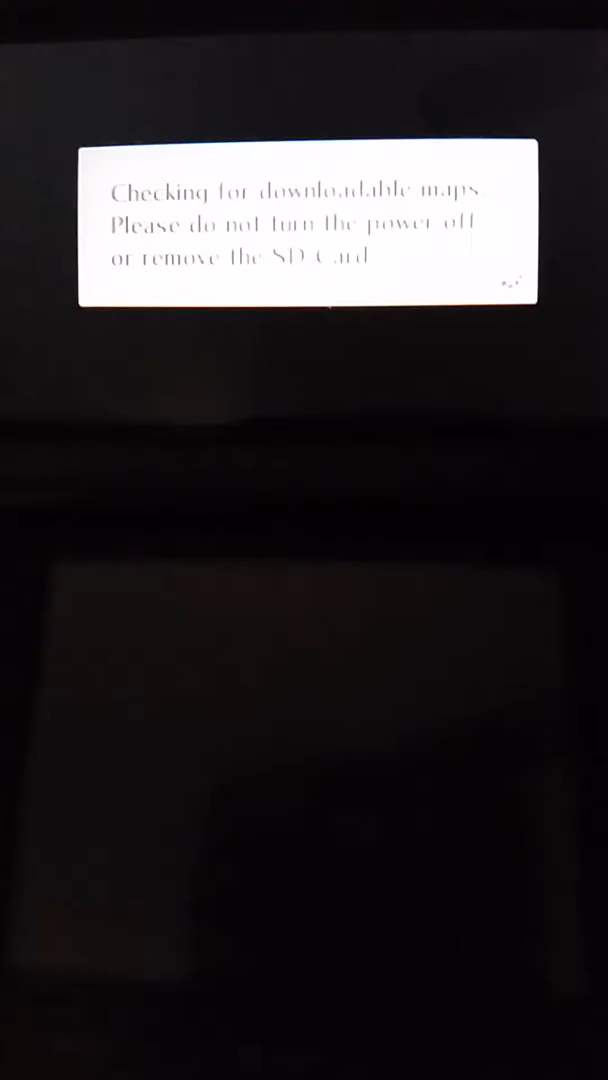 Checking for downloadable maps.
Please do not turn the power off
or remove the SD Card